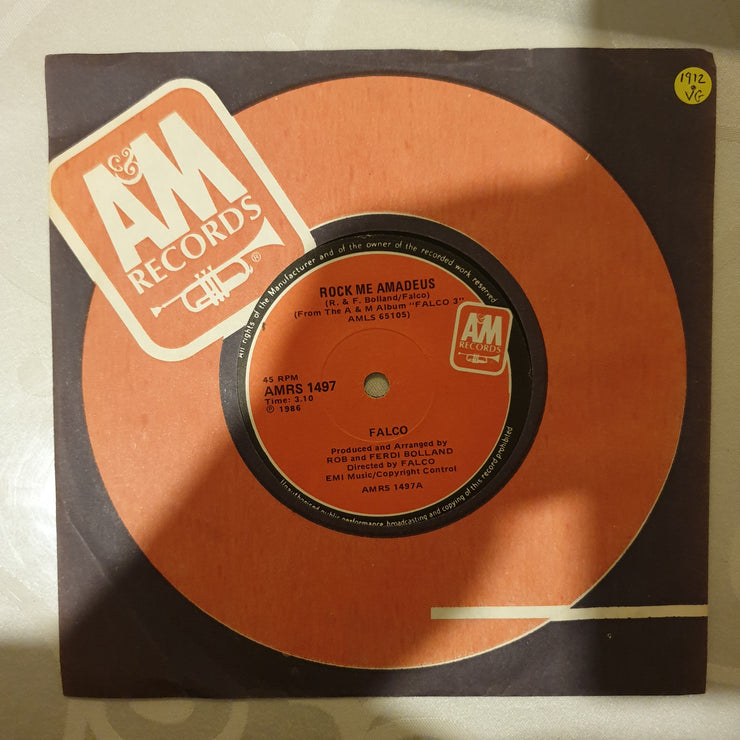 1912
VG
A&M
RECORDS
®
All rights of the Manufacturer and of the owner of the recorded work reserved
ROCK ME AMADEUS
(R. & F. Bolland/Falco)
(From The A & M Album "FALCO 3"
AMLS 65105)
A&M
RECORDS
45 RPM
AMRS 1497
Time: 3.10
℗ 1986
FALCO
Produced and Arranged by
ROB and FERDI BOLLAND
Directed by FALCO
EMI Music/Copyright Control
AMRS 1497A
Unauthorised public performance broadcasting and copying of this record prohibited